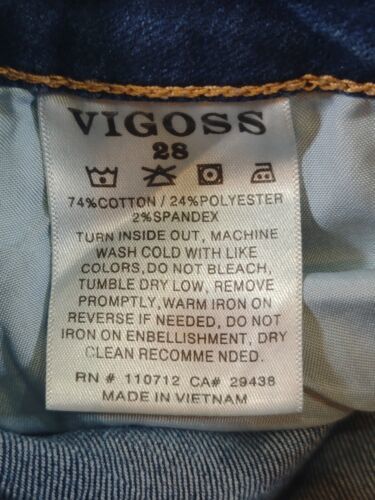 VIGOSS
28
74%COTTON / 24%POLYESTER
2%SPANDEX
TURN INSIDE OUT, MACHINE
WASH COLD WITH LIKE
COLORS, DO NOT BLEACH,
TUMBLE DRY LOW, REMOVE
PROMPTLY, WARM IRON ON
REVERSE IF NEEDED, DO NOT
IRON ON ENBELLISHMENT, DRY
CLEAN RECOMME NDED.
RN # 110712 CA# 29438
MADE IN VIETNAM